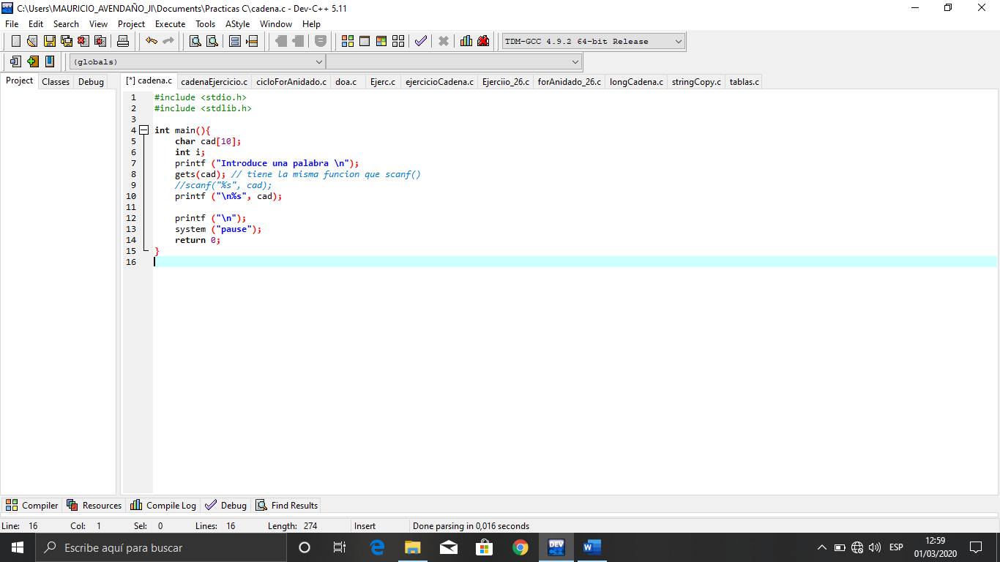 C:\Users\MAURICIO_AVENDAÑO_JI\Documents\Practicas C\cadena.c - Dev-C++ 5.11
File Edit Search View Project Execute Tools AStyle Window Help
TDM-GCC 4.9.2 64-bit Release
(globals)
Project Classes Debug
[*] cadena.c cadenaEjercicio.c cicloForAnidado.c doa.c Ejerc.c ejercicioCadena.c Ejerciio_26.c forAnidado_26.c longCadena.c stringCopy.c tablas.c
1 #include <stdio.h>
2 #include <stdlib.h>
3
4 int main(){
5 char cad[10];
6 int i;
7 printf ("Introduce una palabra \n");
8 gets(cad); // tiene la misma funcion que scanf()
9 //scanf("%s", cad);
10 printf ("\n%s", cad);
11
12 printf ("\n");
13 system ("pause");
14 return 0;
15 }
16
Compiler Resources Compile Log Debug Find Results
Line: 16 Col: 1 Sel: 0 Lines: 16 Length: 274 Insert Done parsing in 0,016 seconds
Escribe aquí para buscar
DEV
ESP
12:59
01/03/2020